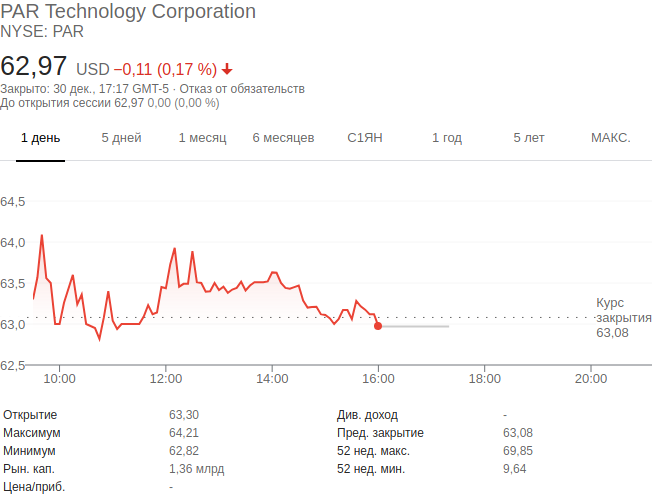 PAR Technology Corporation
NYSE: PAR
62,97 USD −0,11 (0,17 %)
Закрыто: 30 дек., 17:17 GMT-5 · Отказ от обязательств
До открытия сессии 62,97 0,00 (0,00 %)
1 день 5 дней 1 месяц 6 месяцев С1ЯН 1 год 5 лет МАКС.
64,5
64,0
63,5
63,0
62,5
Курс
закрытия
63,08
10:00 12:00 14:00 16:00 18:00 20:00
Открытие 63,30 Див. доход -
Максимум 64,21 Пред. закрытие 63,08
Минимум 62,82 52 нед. макс. 69,85
Рын. кап. 1,36 млрд 52 нед. мин. 9,64
Цена/приб. -